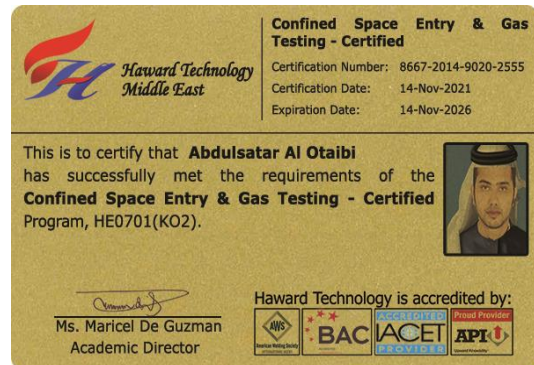 Haward Technology
Middle East
Confined Space Entry & Gas
Testing - Certified
Certification Number: 8667-2014-9020-2555
Certification Date: 14-Nov-2021
Expiration Date: 14-Nov-2026
This is to certify that Abdulsatar Al Otaibi
has successfully met the requirements of the
Confined Space Entry & Gas Testing - Certified
Program, HE0701(KO2).
Ms. Maricel De Guzman
Academic Director
Haward Technology is accredited by:
AWS
American Welding Society
BAC
ACCREDITED
IACET
PROVIDER
Proud Provider
API